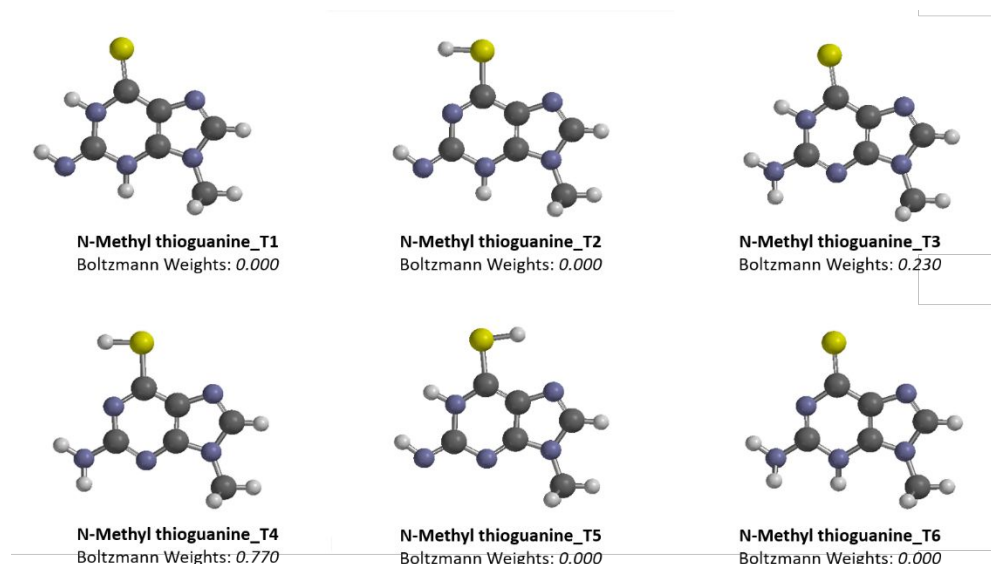 N-Methyl thioguanine_T1
Boltzmann Weights: 0.000
N-Methyl thioguanine_T2
Boltzmann Weights: 0.000
N-Methyl thioguanine_T3
Boltzmann Weights: 0.230
N-Methyl thioguanine_T4
Boltzmann Weights: 0.770
N-Methyl thioguanine_T5
Boltzmann Weights: 0.000
N-Methyl thioguanine_T6
Boltzmann Weights: 0.000